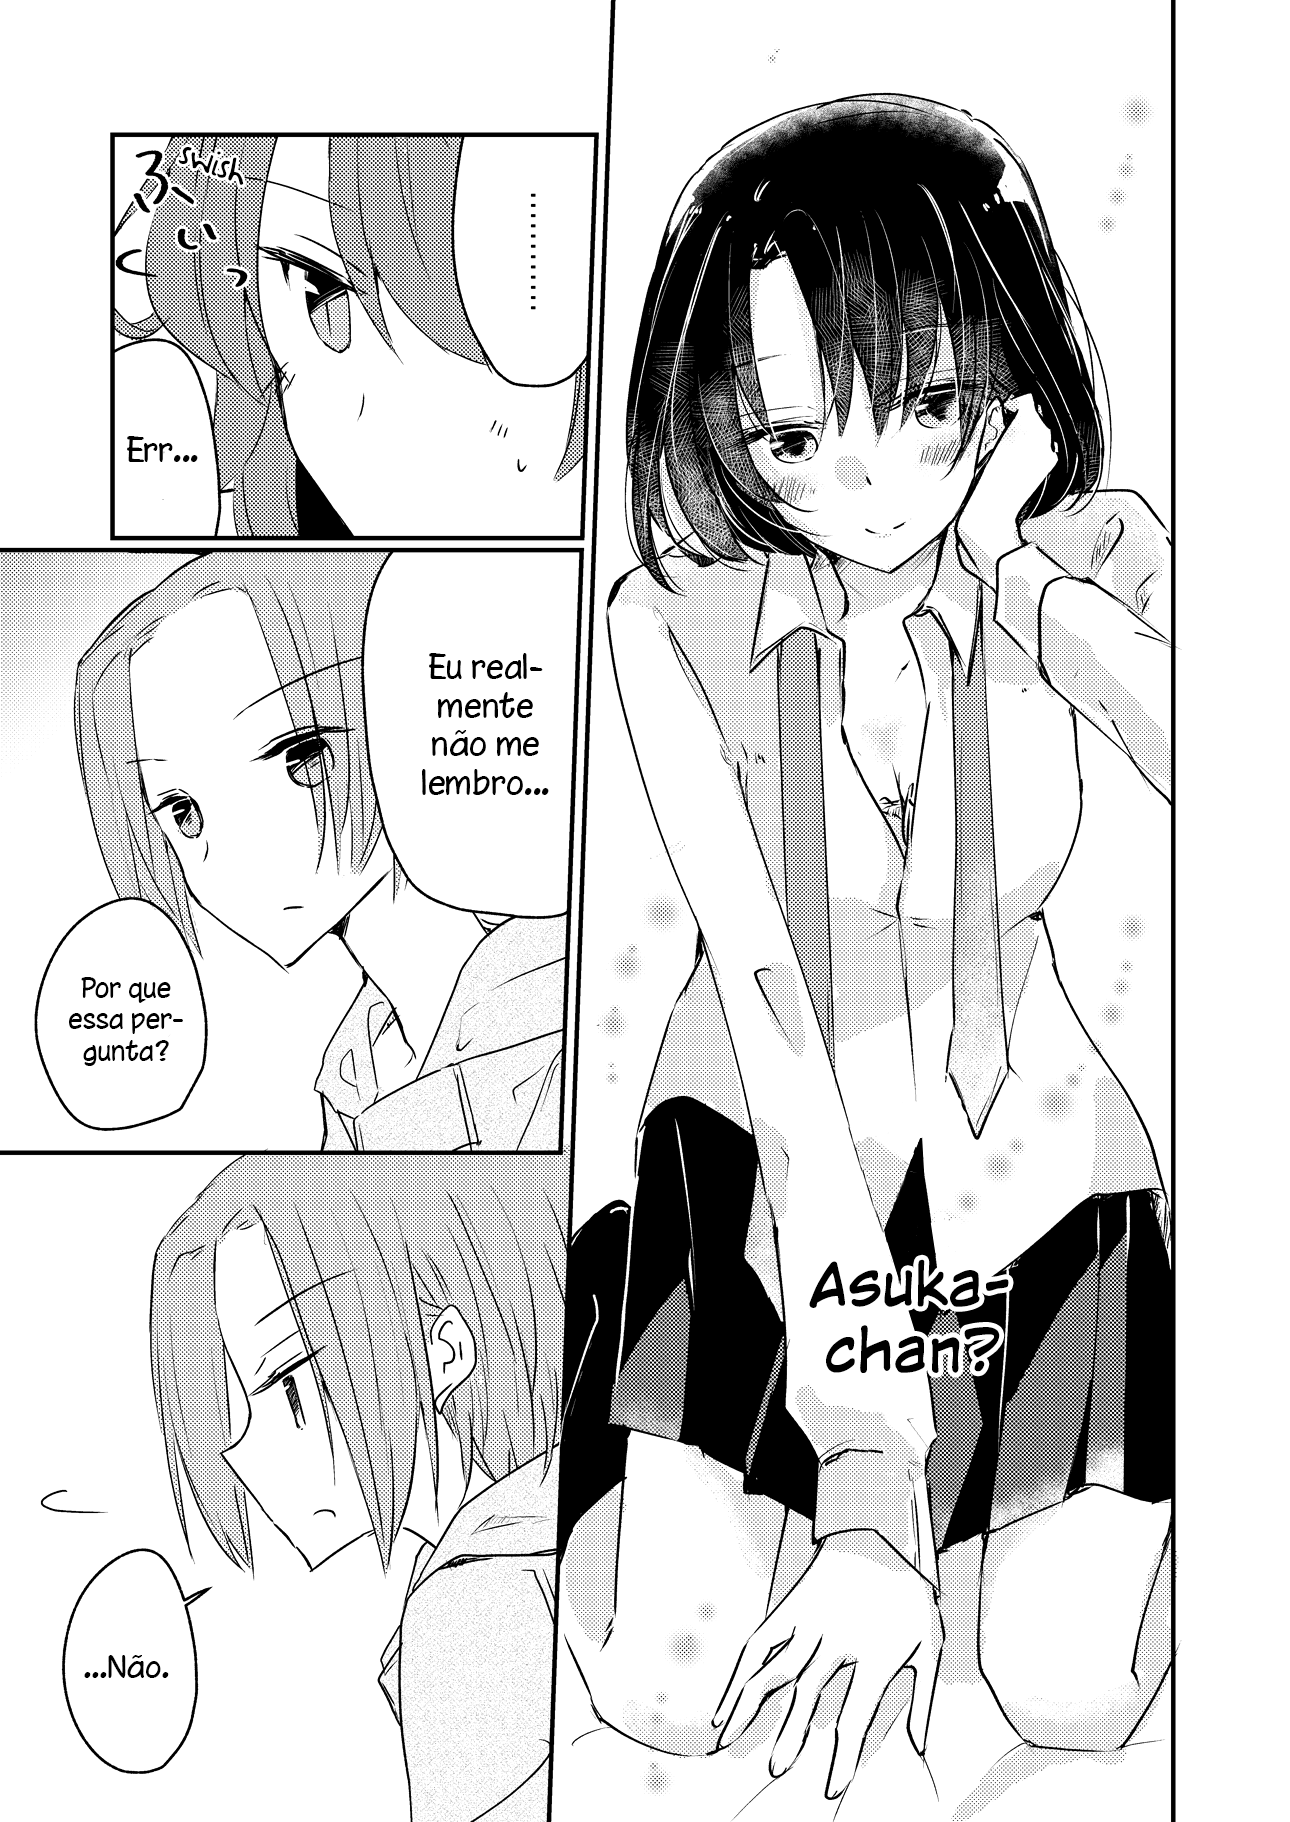 Asuka-
chan?
.............
swish
ふーいっ
Err...
Eu real-
mente
não me
lembro...
Por que
essa per-
gunta?
...Não.